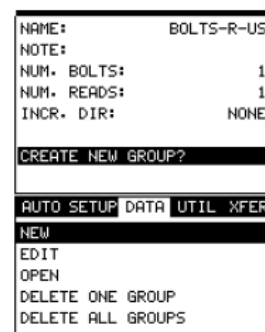 NAME: BOLTS-R-US
NOTE:
NUM. BOLTS: 1
NUM. READS: 1
INCR. DIR: NONE
CREATE NEW GROUP?
AUTO SETUP DATA UTIL XFER
NEW
EDIT
OPEN
DELETE ONE GROUP
DELETE ALL GROUPS